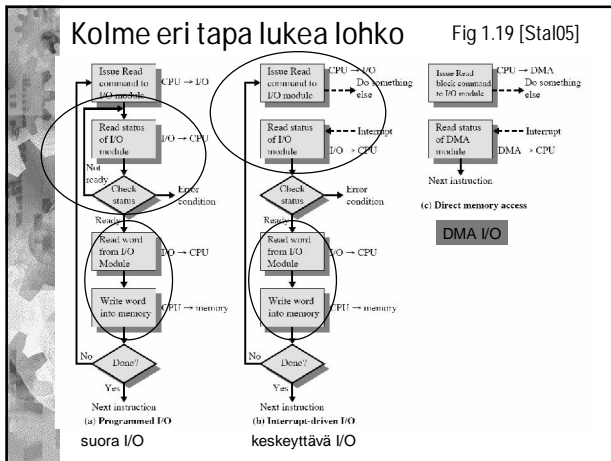 Kolme eri tapa lukea lohko
Fig 1.19 [Stal05]
Issue Read
command to
I/O module
CPU → I/O
Read status
of I/O
module
I/O → CPU
Not
ready
Check
status
Error
condition
Ready
Read word
from I/O
Module
I/O → CPU
Write word
into memory
CPU → memory
No
Done?
Yes
Next instruction
(a) Programmed I/O
suora I/O
Issue Read
command to
I/O module
CPU → I/O
Do something
else
Read status
of I/O
module
Interrupt
I/O → CPU
Check
status
Error
condition
Ready
Read word
from I/O
Module
I/O → CPU
Write word
into memory
CPU → memory
No
Done?
Yes
Next instruction
(b) Interrupt-driven I/O
keskeyttävä I/O
Issue Read
block command
to I/O module
CPU → DMA
Do something
else
Read status
of DMA
module
Interrupt
DMA → CPU
Next instruction
(c) Direct memory access
DMA I/O